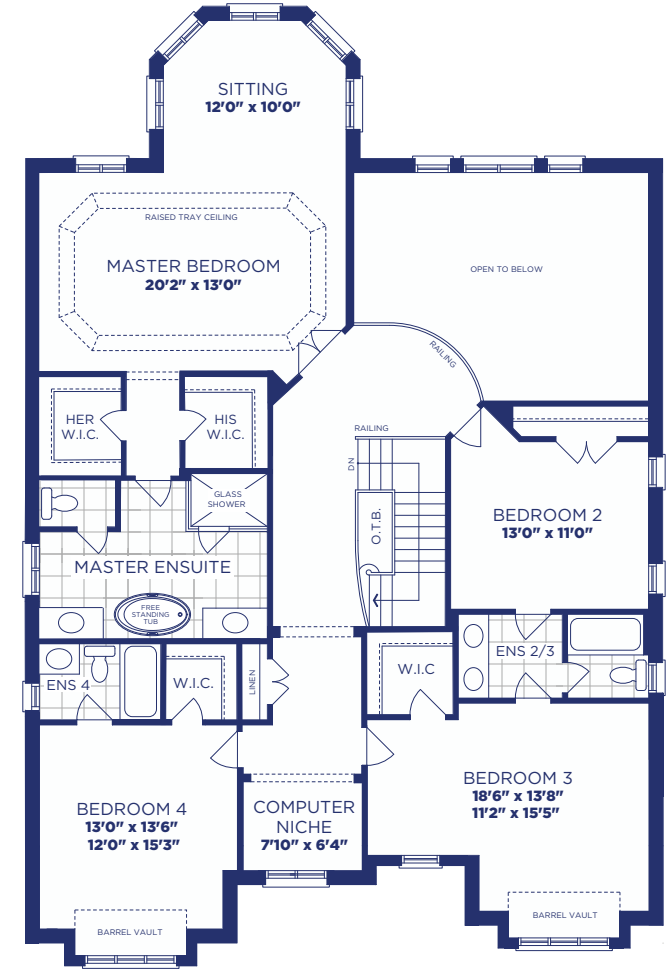 SITTING
12'0" x 10'0"
RAISED TRAY CEILING
MASTER BEDROOM
20'2" x 13'0"
OPEN TO BELOW
RAILING
HER
W.I.C.
HIS
W.I.C.
RAILING
DN
GLASS
SHOWER
O.T.B.
BEDROOM 2
13'0" x 11'0"
MASTER ENSUITE
FREE
STANDING
TUB
ENS 2/3
ENS 4
W.I.C.
LINEN
W.I.C
BEDROOM 3
18'6" x 13'8"
11'2" x 15'5"
BEDROOM 4
13'0" x 13'6"
12'0" x 15'3"
COMPUTER
NICHE
7'10" x 6'4"
BARREL VAULT
BARREL VAULT